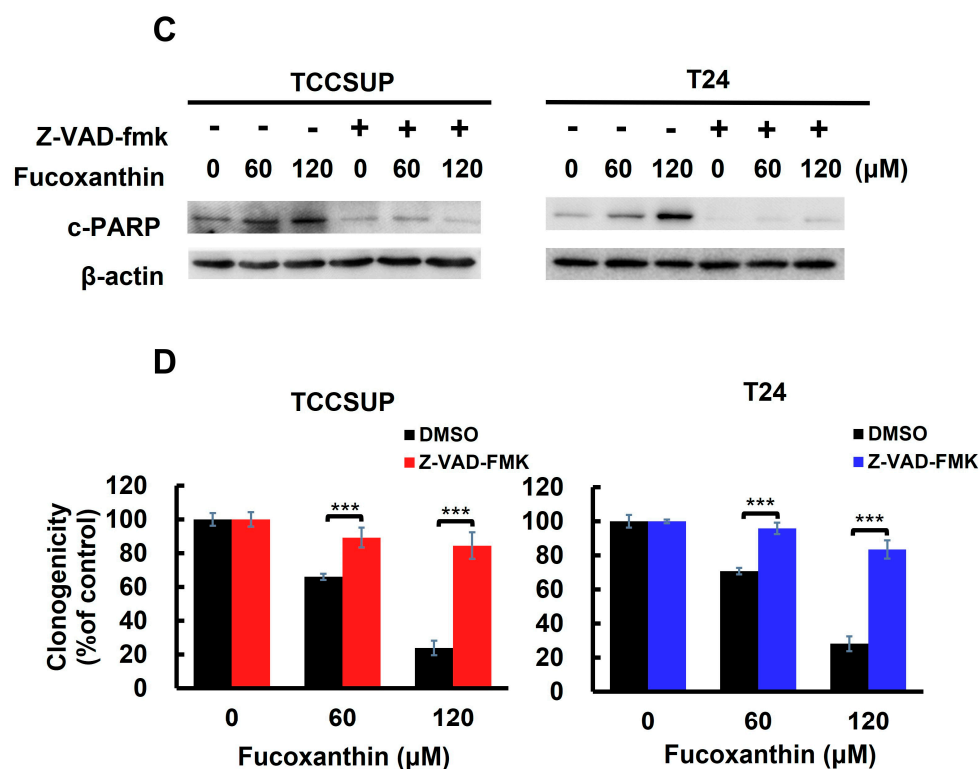 C
TCCSUP T24
Z-VAD-fmk - - - + + + - - - + + +
Fucoxanthin 0 60 120 0 60 120 0 60 120 0 60 120 (µM)
c-PARP
β-actin
D
TCCSUP T24
DMSO
Z-VAD-FMK
DMSO
Z-VAD-FMK
Clonogenicity
(%of control)
120
100
80
60
40
20
0
*** ***
0 60 120
Fucoxanthin (µM)
120
100
80
60
40
20
0
*** ***
0 60 120
Fucoxanthin (µM)